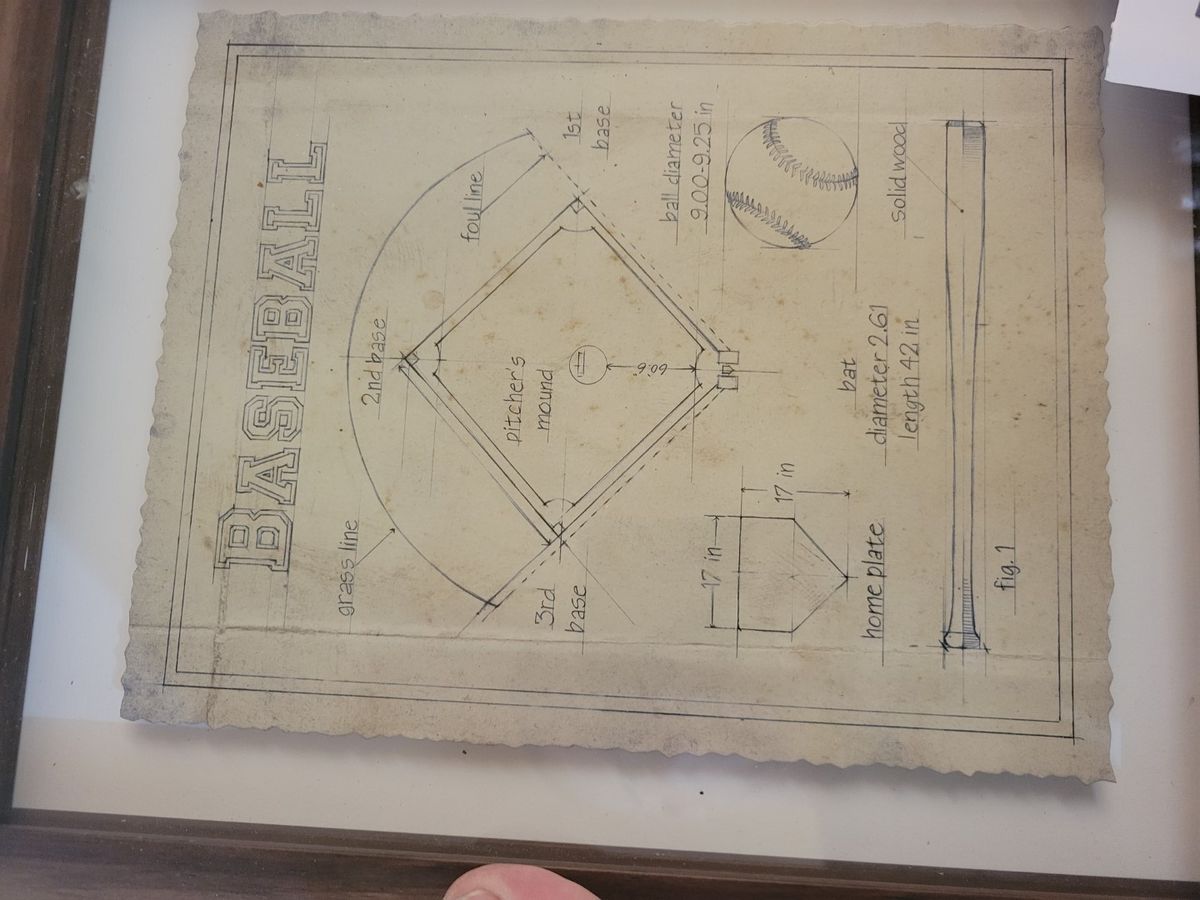 BASEBALL
grass line
2nd base
foul line
1st
base
pitcher's
mound
60.6"
3rd
base
ball diameter
9.00-9.25 in
17 in
17 in
home plate
bat
diameter 2.61
length 42 in
solid wood
fig. 1